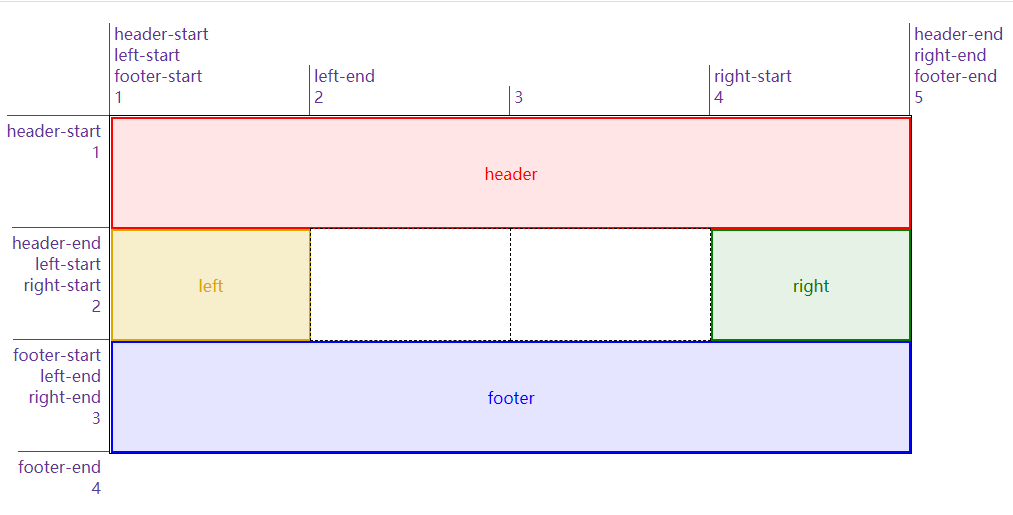 header-start
left-start
footer-start
1
left-end
2
3
right-start
4
header-end
right-end
footer-end
5
header-start
1
header
header-end
left-start
right-start
2
left
right
footer-start
left-end
right-end
3
footer
footer-end
4